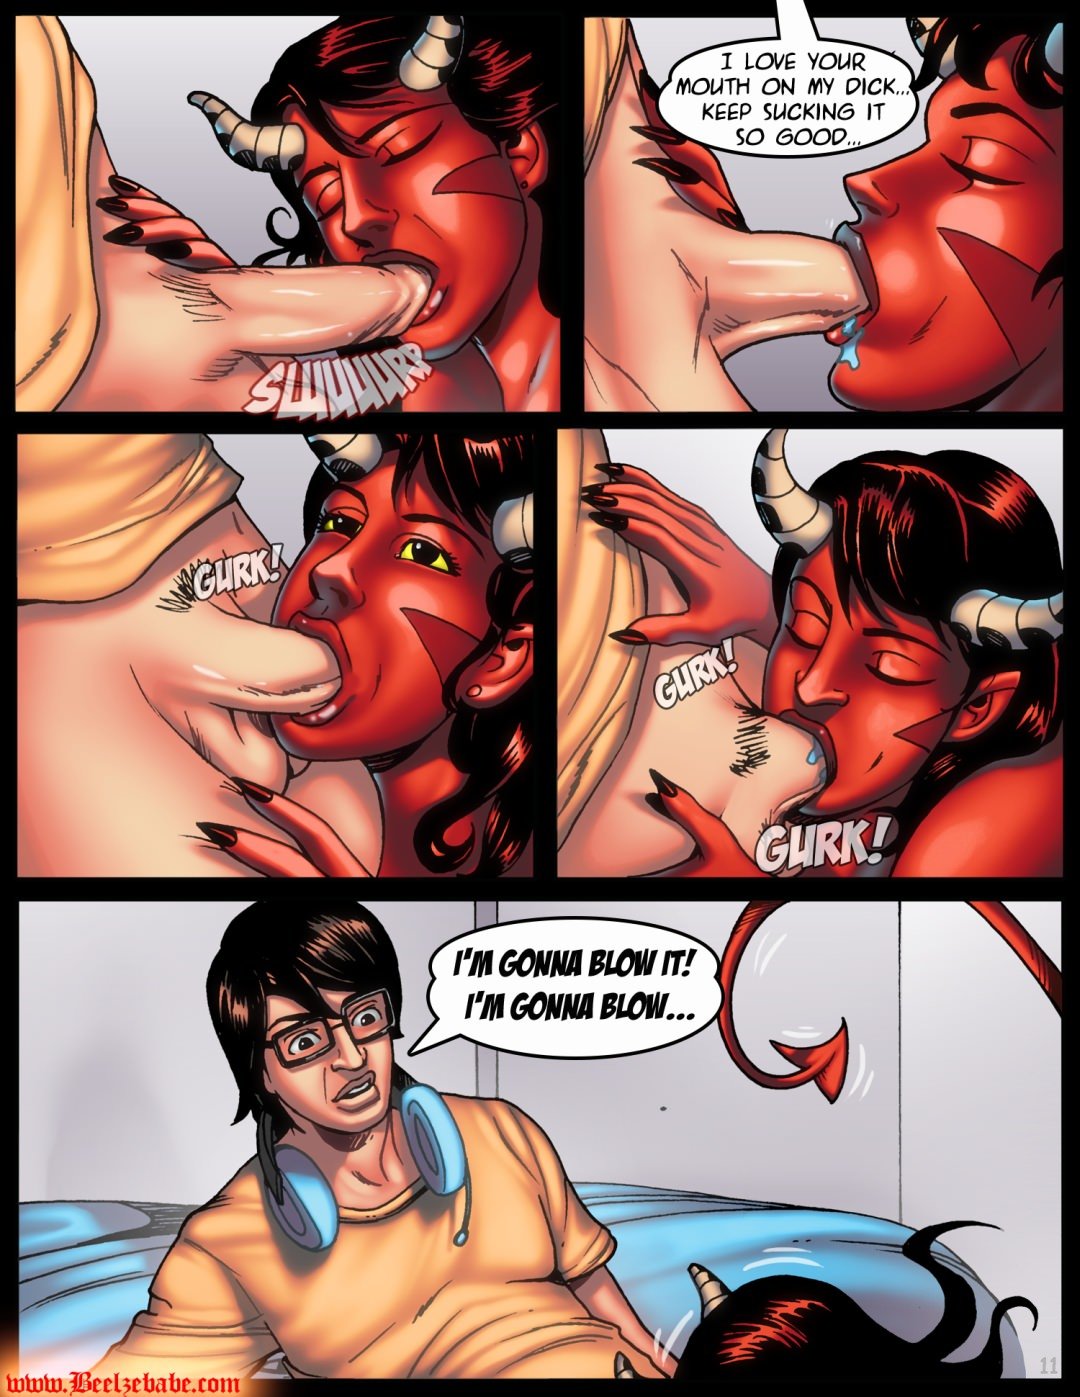 SLUUUURP
I LOVE YOUR
MOUTH ON MY DICK...
KEEP SUCKING IT
SO GOOD...
GURK!
GURK!
GURK!
I'M GONNA BLOW IT!
I'M GONNA BLOW...
www.Beelzebabe.com
11